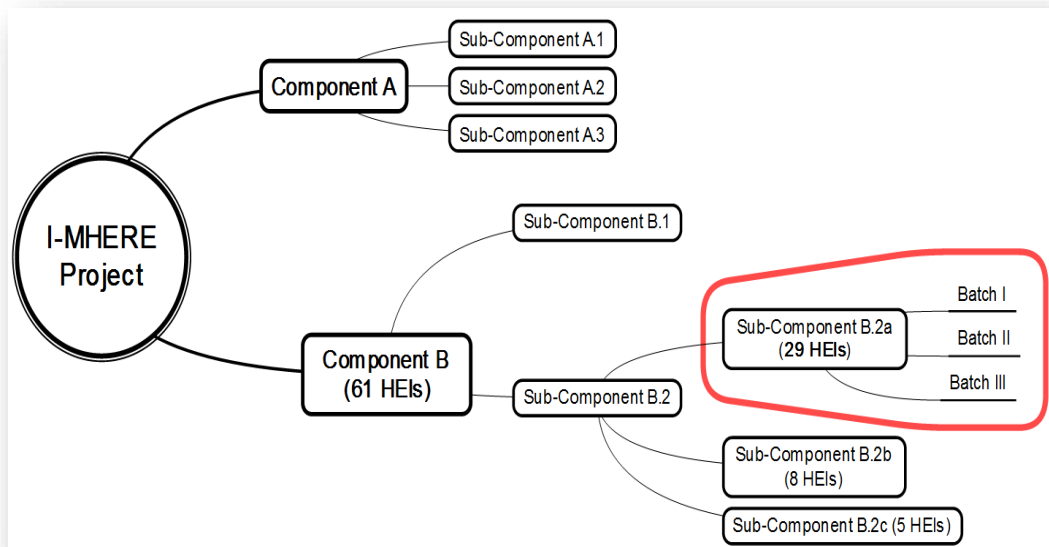 Sub-Component A.1
Component A
Sub-Component A.2
Sub-Component A.3
I-MHERE
Project
Sub-Component B.1
Batch I
Sub-Component B.2a
(29 HEIs)
Batch II
Component B
(61 HEIs)
Batch III
Sub-Component B.2
Sub-Component B.2b
(8 HEIs)
Sub-Component B.2c (5 HEIs)